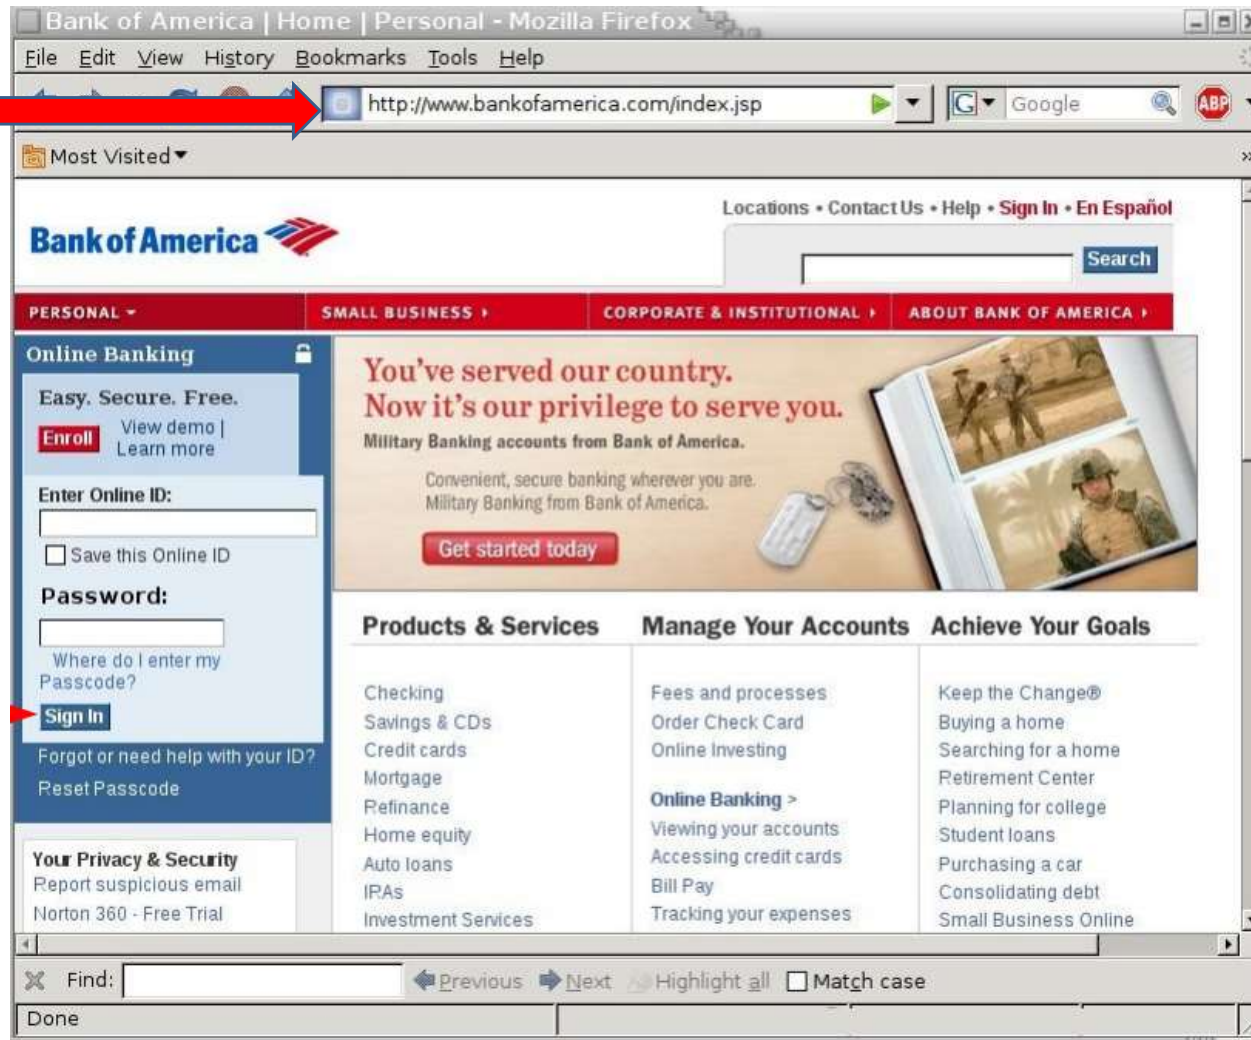 Bank of America | Home | Personal - Mozilla Firefox
File Edit View History Bookmarks Tools Help
http://www.bankofamerica.com/index.jsp
G Google
ABP
Most Visited
Locations • Contact Us • Help • Sign In • En Español
Bank of America
Search
PERSONAL
SMALL BUSINESS
CORPORATE & INSTITUTIONAL
ABOUT BANK OF AMERICA
Online Banking
Easy. Secure. Free.
Enroll
View demo |
Learn more
Enter Online ID:
Save this Online ID
Password:
Where do I enter my
Passcode?
Sign In
Forgot or need help with your ID?
Reset Passcode
Your Privacy & Security
Report suspicious email
Norton 360 - Free Trial
You've served our country.
Now it's our privilege to serve you.
Military Banking accounts from Bank of America.
Convenient, secure banking wherever you are.
Military Banking from Bank of America.
Get started today
Products & Services
Checking
Savings & CDs
Credit cards
Mortgage
Refinance
Home equity
Auto loans
IRAs
Investment Services
Manage Your Accounts
Fees and processes
Order Check Card
Online Investing
Online Banking >
Viewing your accounts
Accessing credit cards
Bill Pay
Tracking your expenses
Achieve Your Goals
Keep the Change®
Buying a home
Searching for a home
Retirement Center
Planning for college
Student loans
Purchasing a car
Consolidating debt
Small Business Online
Find:
Previous Next Highlight all Match case
Done